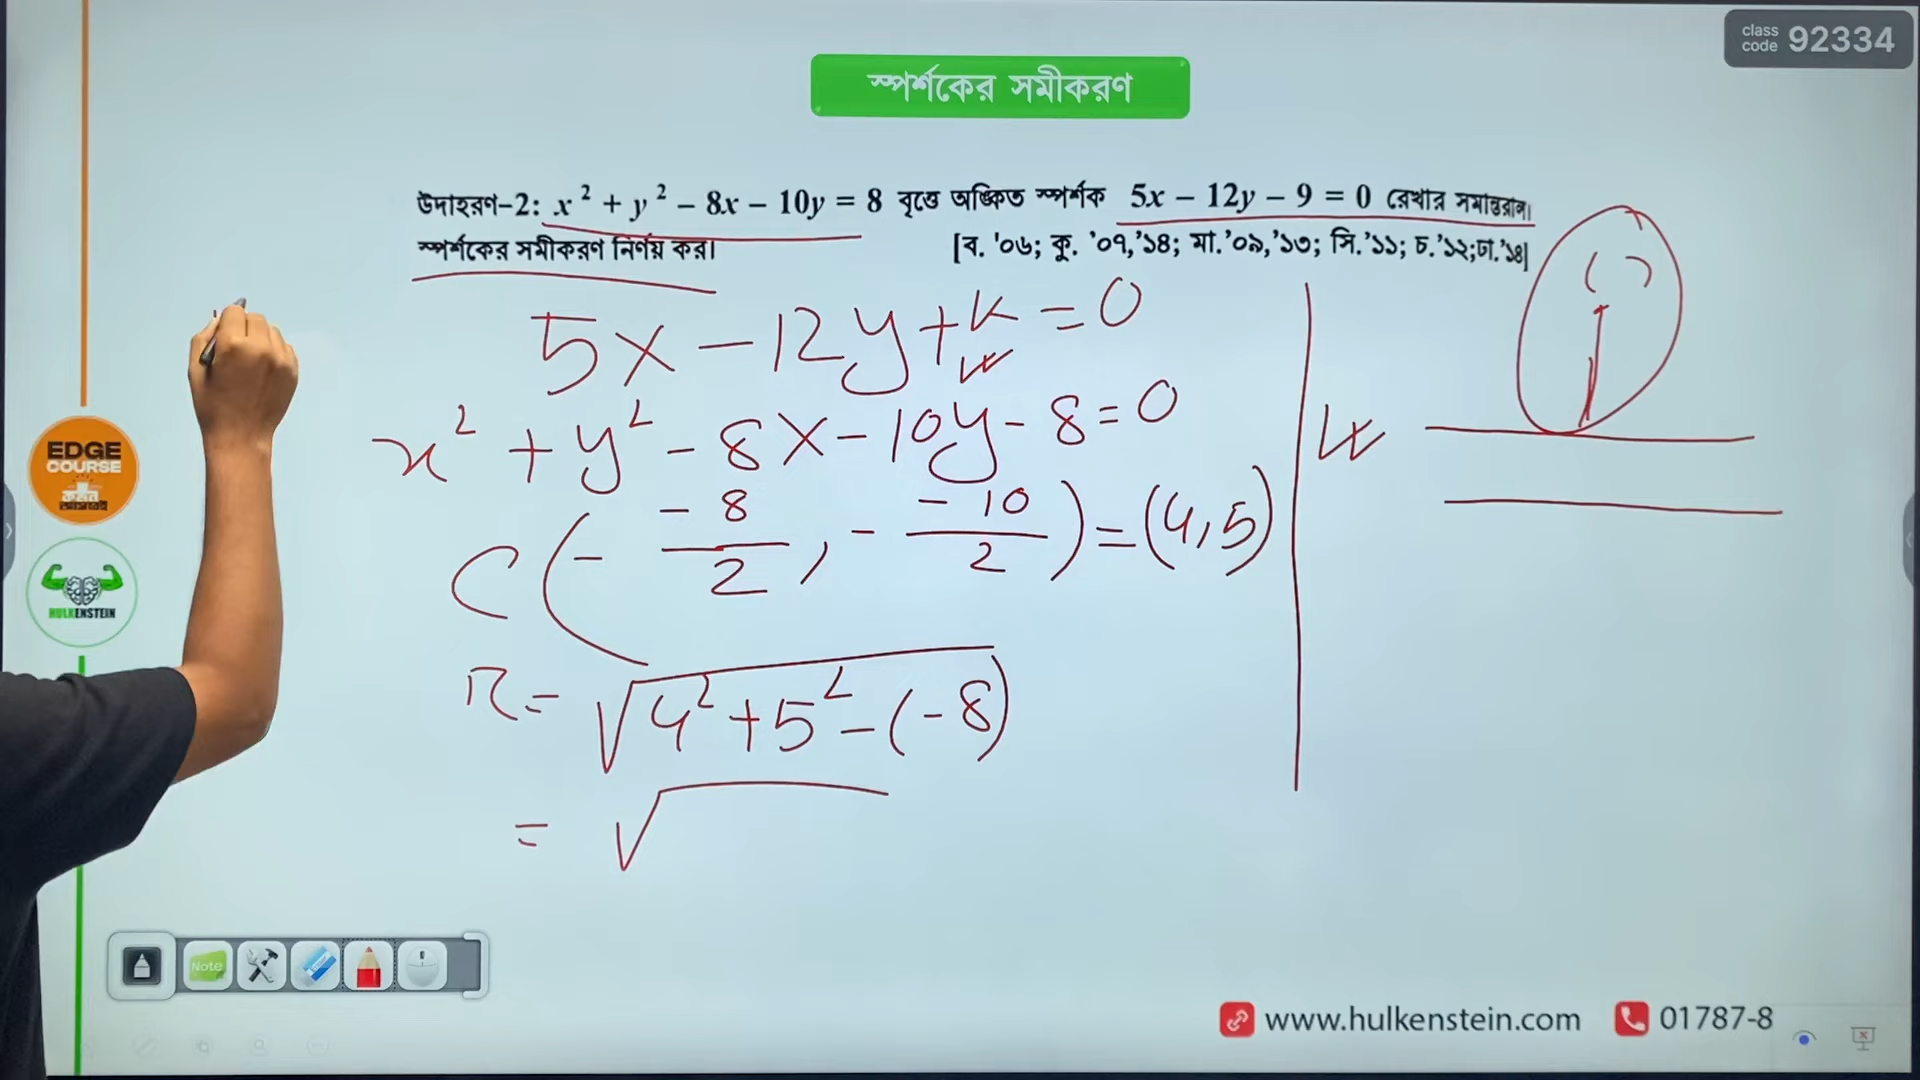 class code 92334
স্পর্শকের সমীকরণ
উদাহরণ-2: x² + y² – 8x – 10y = 8 বৃত্তে অঙ্কিত স্পর্শক 5x – 12y – 9 = 0 রেখার সমান্তরাল।
স্পর্শকের সমীকরণ নির্ণয় কর। [ব. '০৬; কু. '০৭,'১৪; মা.'০৯,'১৩; সি.'১১; চ.'১২;ঢা.'১৪]
5x – 12y + k = 0
x² + y² – 8x – 10y – 8 = 0
C(– –8/2, – –10/2) = (4,5)
r = √4² + 5² – (–8)
= √
EDGE COURSE
HULKENSTEIN
Note
www.hulkenstein.com 01787-8